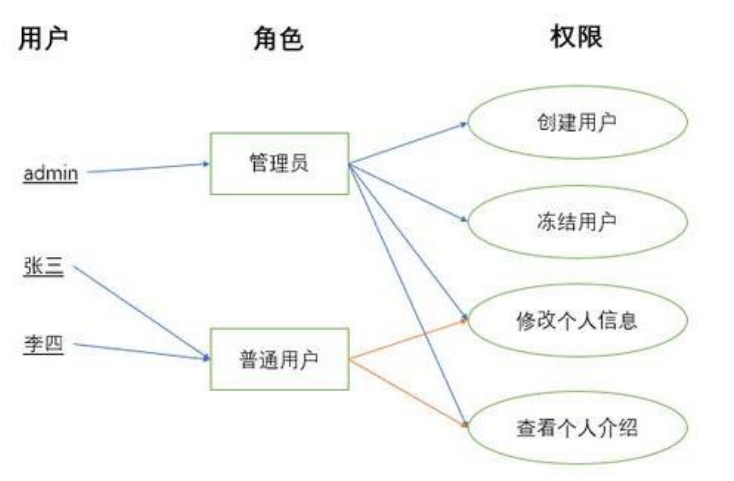 用户
角色
权限
创建用户
管理员
admin
冻结用户
张三
修改个人信息
李四
普通用户
查看个人介绍